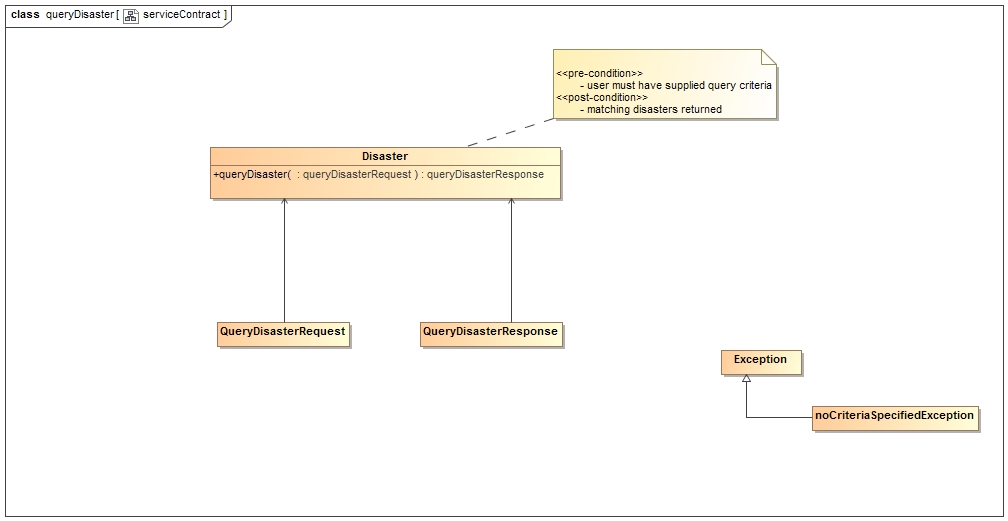 class queryDisaster [ serviceContract ]
<<pre-condition>>
- user must have supplied query criteria
<<post-condition>>
- matching disasters returned
Disaster
+queryDisaster( : queryDisasterRequest ) : queryDisasterResponse
QueryDisasterRequest
QueryDisasterResponse
Exception
noCriteriaSpecifiedException